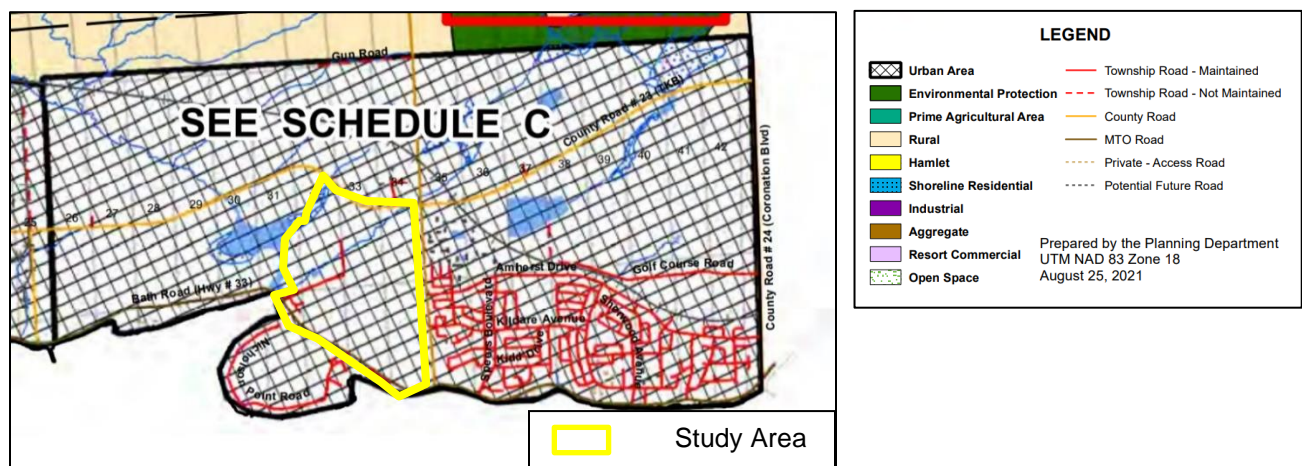 Gun Road
SEE SCHEDULE C
County Road # 23 (TKB)
County Road # 24 (Coronation Blvd)
25
26
27
28
29
30
31
33
34
36
37
38
39
40
41
42
Bath Road (Hwy # 33)
Amherst Drive
Golf Course Road
Speers Boulevard
Kildare Avenue
Kidd Drive
Sherwood Avenue
Nicholson
Point Road
Study Area
LEGEND
Urban Area
Environmental Protection
Prime Agricultural Area
Rural
Hamlet
Shoreline Residential
Industrial
Aggregate
Resort Commercial
Open Space
Township Road - Maintained
Township Road - Not Maintained
County Road
MTO Road
Private - Access Road
Potential Future Road
Prepared by the Planning Department
UTM NAD 83 Zone 18
August 25, 2021